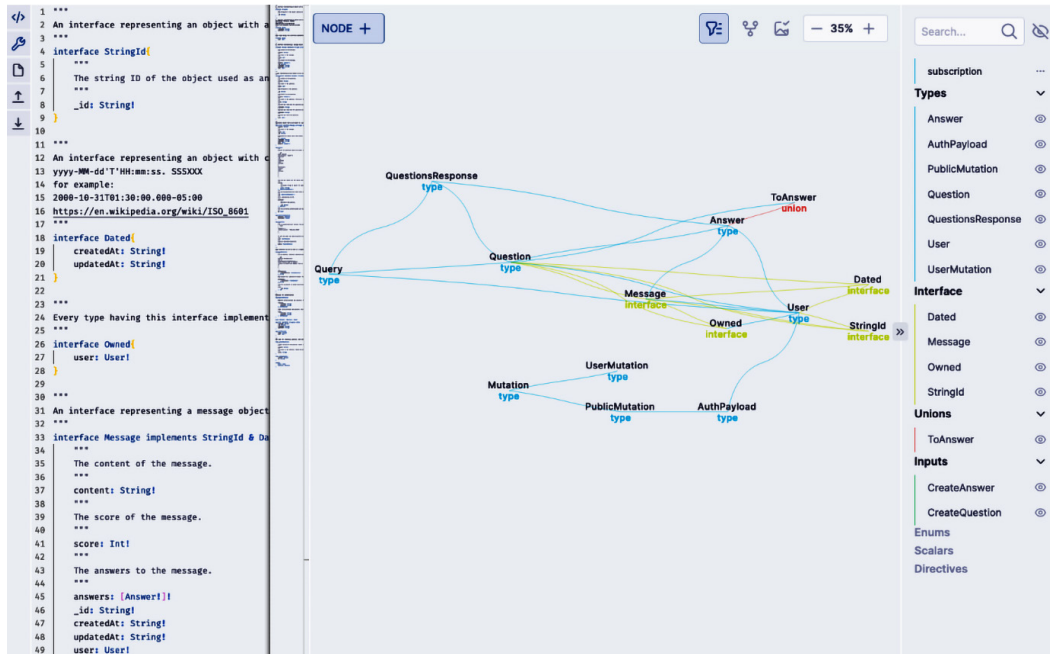 1 """
2 An interface representing an object with a
3 """
4 interface StringId{
5 """
6 The string ID of the object used as an
7 """
8 _id: String!
9 }
10
11 """
12 An interface representing an object with c
13 yyyy-MM-dd'T'HH:mm:ss. SSSXXX
14 for example:
15 2000-10-31T01:30:00.000-05:00
16 https://en.wikipedia.org/wiki/ISO_8601
17 """
18 interface Dated{
19 createdAt: String!
20 updatedAt: String!
21 }
22
23 """
24 Every type having this interface implement
25 """
26 interface Owned{
27 user: User!
28 }
29
30 """
31 An interface representing a message object
32 """
33 interface Message implements StringId & Da
34 """
35 The content of the message.
36 """
37 content: String!
38 """
39 The score of the message.
40 """
41 score: Int!
42 """
43 The answers to the message.
44 """
45 answers: [Answer!]!
46 _id: String!
47 createdAt: String!
48 updatedAt: String!
49 user: User!
NODE +
− 35% +
QuestionsResponse
type
ToAnswer
union
Answer
type
Question
type
Query
type
Dated
interface
Message
interface
User
type
Owned
interface
StringId
interface
UserMutation
type
Mutation
type
PublicMutation
type
AuthPayload
type
»
Search...
subscription ...
Types
Answer
AuthPayload
PublicMutation
Question
QuestionsResponse
User
UserMutation
Interface
Dated
Message
Owned
StringId
Unions
ToAnswer
Inputs
CreateAnswer
CreateQuestion
Enums
Scalars
Directives